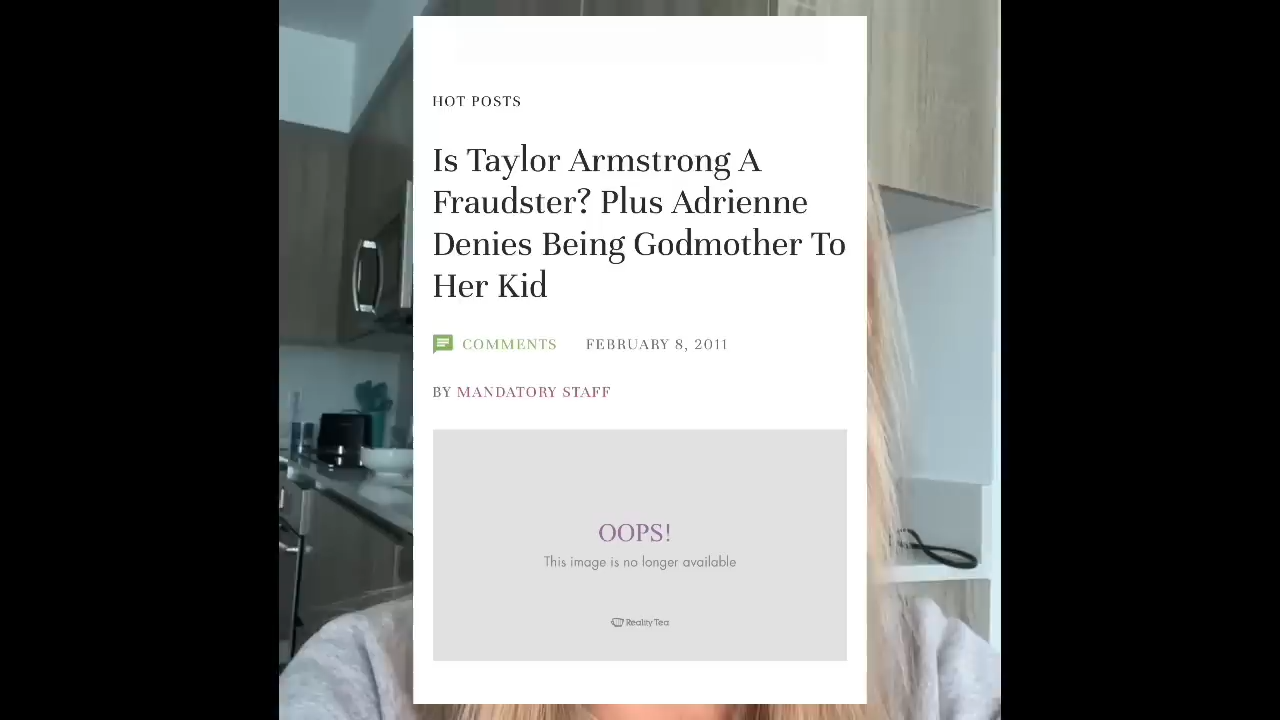 HOT POSTS
Is Taylor Armstrong A
Fraudster? Plus Adrienne
Denies Being Godmother To
Her Kid
COMMENTS FEBRUARY 8, 2011
BY MANDATORY STAFF
OOPS!
This image is no longer available
Reality Tea